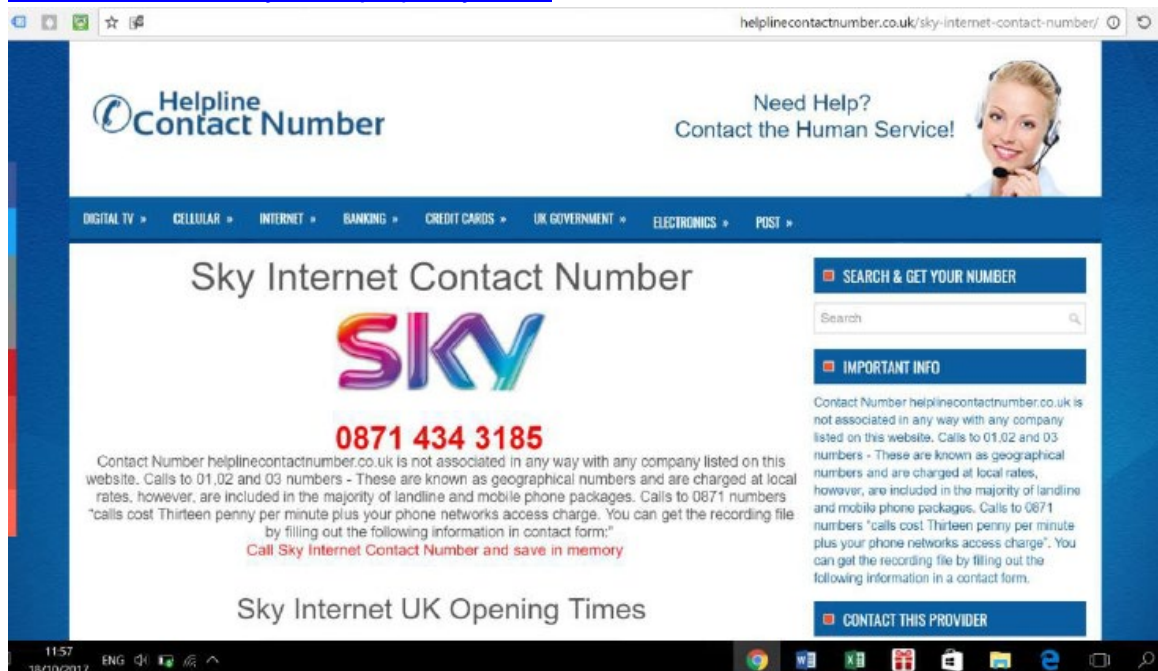 helplinecontactnumber.co.uk/sky-internet-contact-number/
Helpline
Contact Number
Need Help?
Contact the Human Service!
DIGITAL TV »
CELLULAR »
INTERNET »
BANKING »
CREDIT CARDS »
UK GOVERNMENT »
ELECTRONICS »
POST »
Sky Internet Contact Number
sky
0871 434 3185
Contact Number helplinecontactnumber.co.uk is not associated in any way with any company listed on this
website. Calls to 01,02 and 03 numbers - These are known as geographical numbers and are charged at local
rates, however, are included in the majority of landline and mobile phone packages. Calls to 0871 numbers
"calls cost Thirteen penny per minute plus your phone networks access charge. You can get the recording file
by filling out the following information in contact form:"
Call Sky Internet Contact Number and save in memory
Sky Internet UK Opening Times
SEARCH & GET YOUR NUMBER
Search
IMPORTANT INFO
Contact Number helplinecontactnumber.co.uk is
not associated in any way with any company
listed on this website. Calls to 01,02 and 03
numbers - These are known as geographical
numbers and are charged at local rates,
however, are included in the majority of landline
and mobile phone packages. Calls to 0871
numbers "calls cost Thirteen penny per minute
plus your phone networks access charge". You
can get the recording file by filling out the
following information in a contact form.
CONTACT THIS PROVIDER
11:57
18/10/2017
ENG